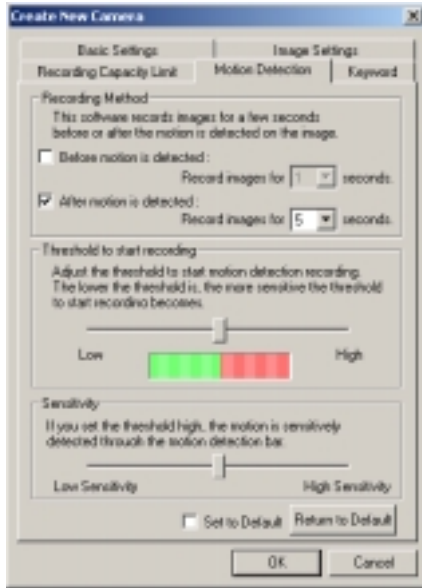 Create New Camera
Basic Settings
Image Settings
Recording Capacity Limit
Motion Detection
Keyword
Recording Method
This software records images for a few seconds
before or after the motion is detected on the image.
Before motion is detected :
Record images for 1 seconds.
After motion is detected :
Record images for 5 seconds.
Threshold to start recording
Adjust the threshold to start motion detection recording.
The lower the threshold is, the more sensitive the threshold
to start recording becomes.
Low
High
Sensitivity
If you set the threshold high, the motion is sensitively
detected through the motion detection bar.
Low Sensitivity
High Sensitivity
Set to Default
Return to Default
OK
Cancel